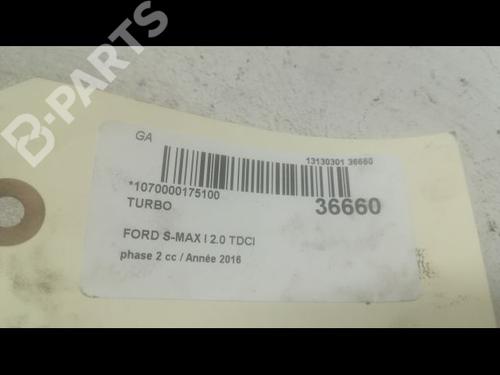 B-PARTS
GA
13130301 36660
*1070000175100
TURBO
36660
FORD S-MAX I 2.0 TDCI
phase 2 cc / Année 2016